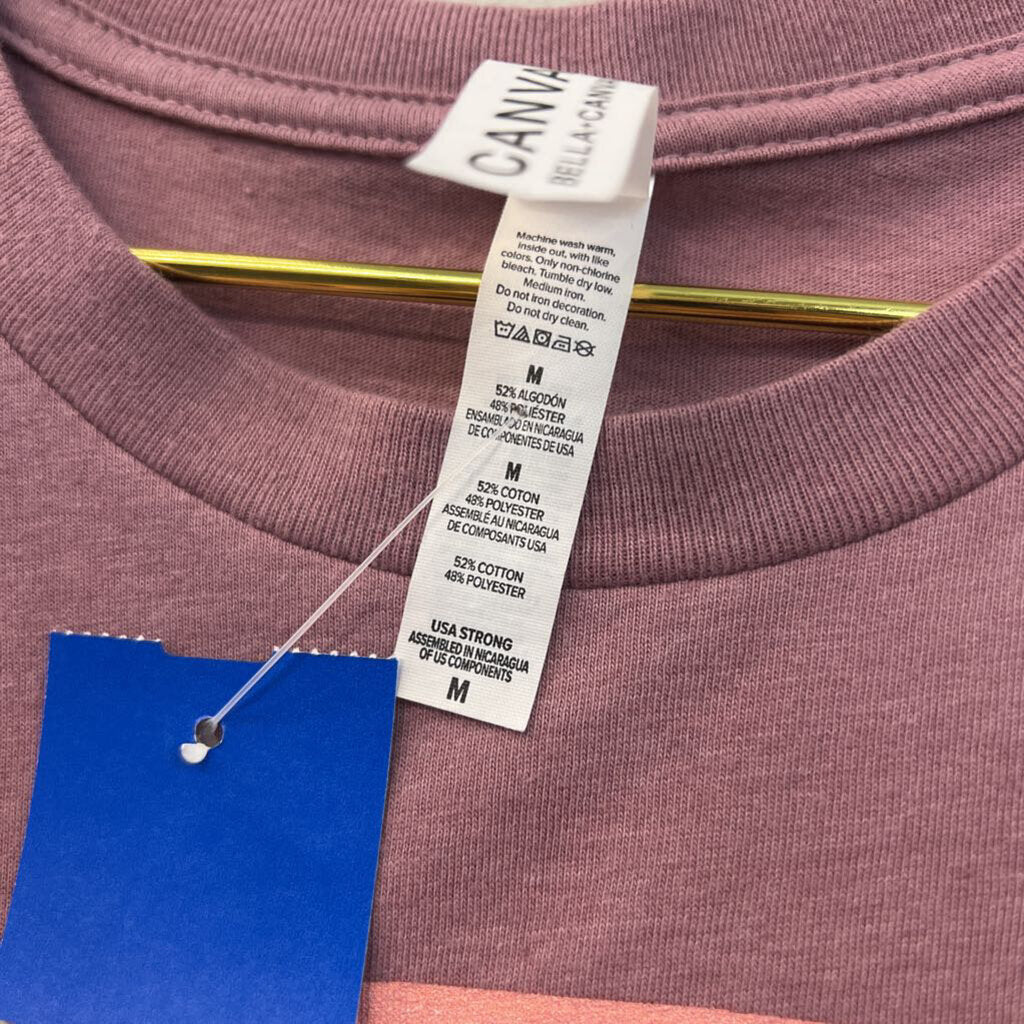 CANVA
BELLA+CANVA
Machine wash warm,
inside out, with like
colors. Only non-chlorine
bleach. Tumble dry low.
Medium iron.
Do not iron decoration.
Do not dry clean.
M
52% ALGODÓN
48% POLIÉSTER
ENSAMBLADO EN NICARAGUA
DE COMPONENTES DE USA
M
52% COTON
48% POLYESTER
ASSEMBLÉ AU NICARAGUA
DE COMPOSANTS USA
52% COTTON
48% POLYESTER
USA STRONG
ASSEMBLED IN NICARAGUA
OF US COMPONENTS
M